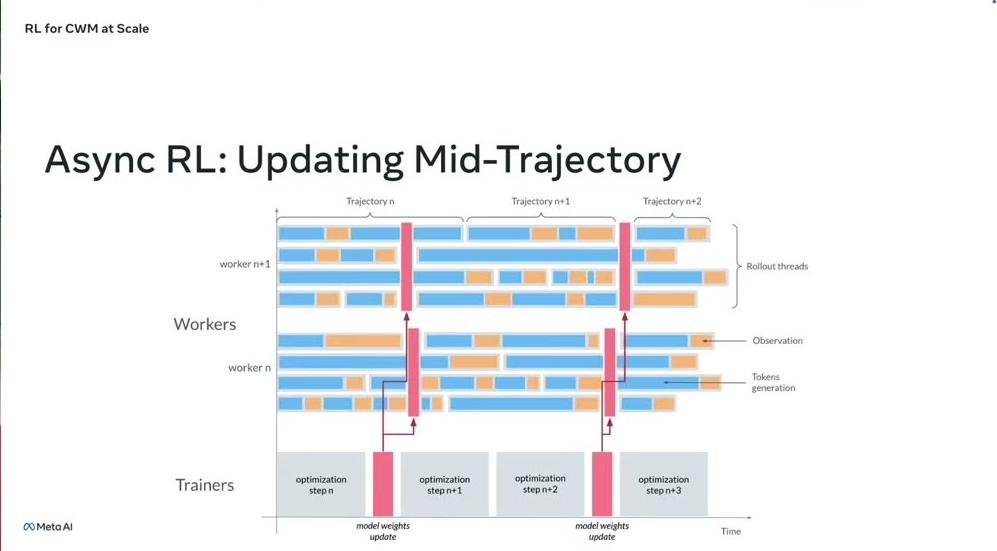 RL for CWM at Scale
Async RL: Updating Mid-Trajectory
Trajectory n
Trajectory n+1
Trajectory n+2
worker n+1
Rollout threads
Workers
Observation
worker n
Tokens
generation
Trainers
optimization
step n
optimization
step n+1
optimization
step n+2
optimization
step n+3
Meta AI
model weights
update
model weights
update
Time